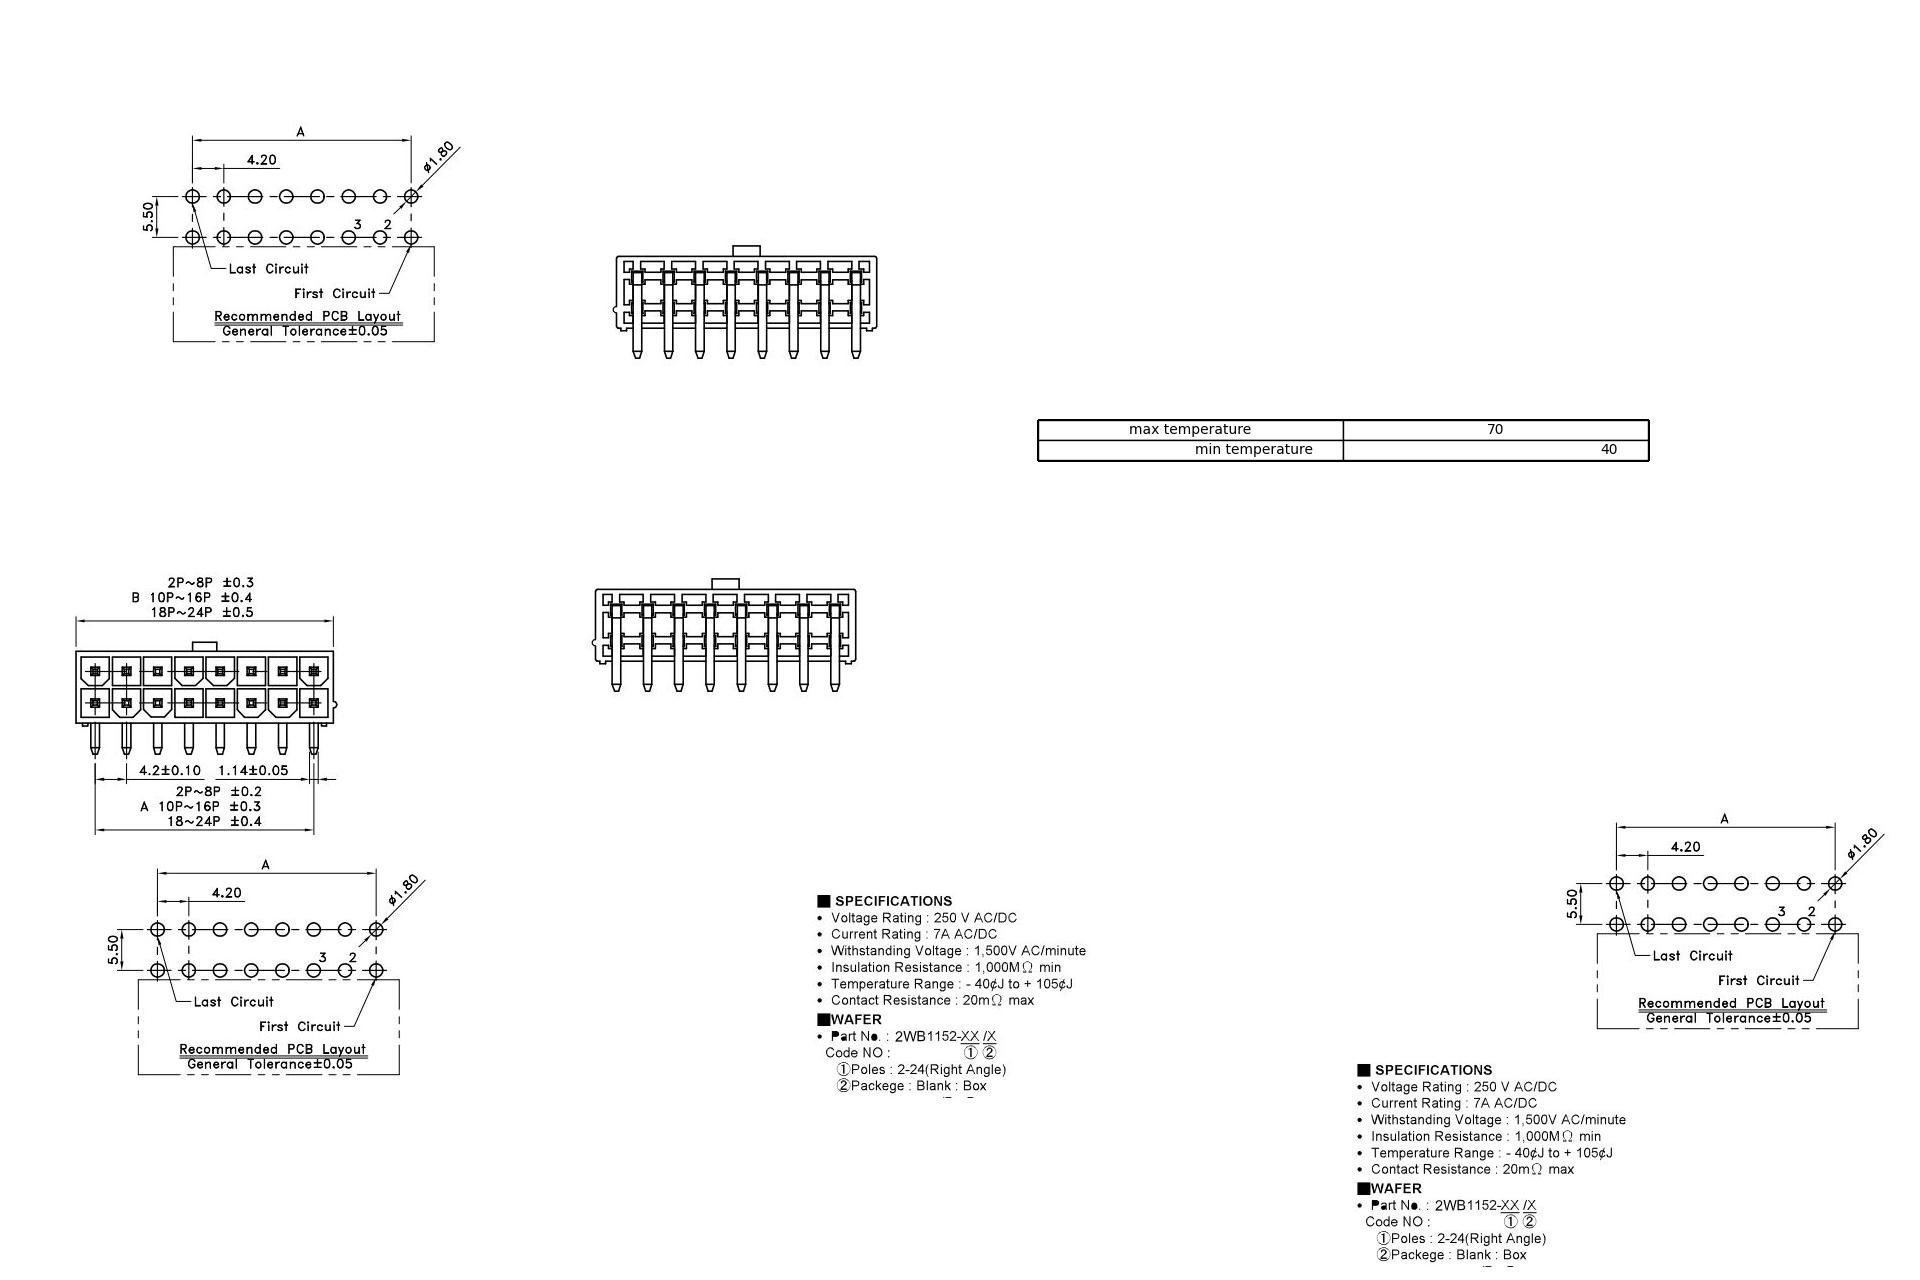 A
4.20
ø1.80
5.50
3 2
Last Circuit
First Circuit
Recommended PCB Layout
General Tolerance±0.05
max temperature 70
min temperature 40
2P~8P ±0.3
B 10P~16P ±0.4
18P~24P ±0.5
4.2±0.10 1.14±0.05
2P~8P ±0.2
A 10P~16P ±0.3
18~24P ±0.4
A
4.20
ø1.80
5.50
3 2
Last Circuit
First Circuit
Recommended PCB Layout
General Tolerance±0.05
■ SPECIFICATIONS
• Voltage Rating : 250 V AC/DC
• Current Rating : 7A AC/DC
• Withstanding Voltage : 1,500V AC/minute
• Insulation Resistance : 1,000MΩ min
• Temperature Range : - 40¢J to + 105¢J
• Contact Resistance : 20mΩ max
■WAFER
• Part No. : 2WB1152-XX /X
Code NO : ① ②
①Poles : 2-24(Right Angle)
②Packege : Blank : Box
A
4.20
ø1.80
5.50
3 2
Last Circuit
First Circuit
Recommended PCB Layout
General Tolerance±0.05
■ SPECIFICATIONS
• Voltage Rating : 250 V AC/DC
• Current Rating : 7A AC/DC
• Withstanding Voltage : 1,500V AC/minute
• Insulation Resistance : 1,000MΩ min
• Temperature Range : - 40¢J to + 105¢J
• Contact Resistance : 20mΩ max
■WAFER
• Part No. : 2WB1152-XX /X
Code NO : ① ②
①Poles : 2-24(Right Angle)
②Packege : Blank : Box